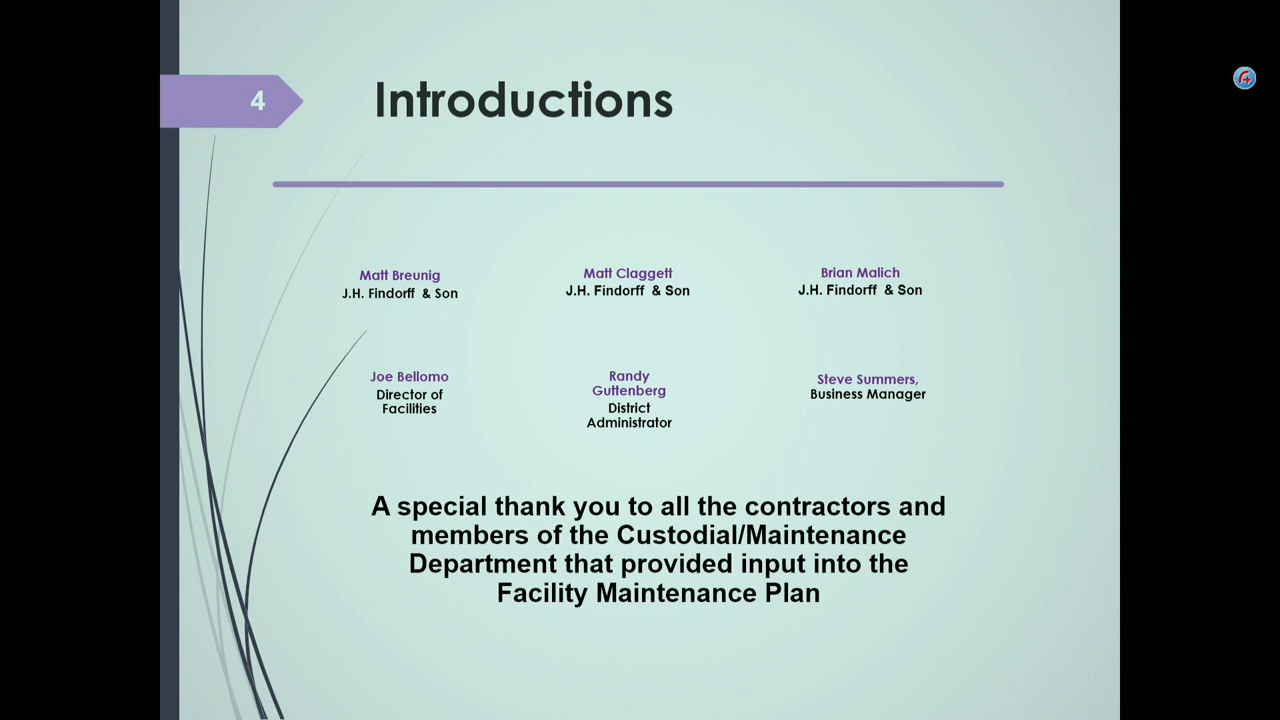 4
Introductions
Matt Breunig
J.H. Findorff & Son
Matt Claggett
J.H. Findorff & Son
Brian Malich
J.H. Findorff & Son
Joe Bellomo
Director of
Facilities
Randy
Guttenberg
District
Administrator
Steve Summers,
Business Manager
A special thank you to all the contractors and
members of the Custodial/Maintenance
Department that provided input into the
Facility Maintenance Plan